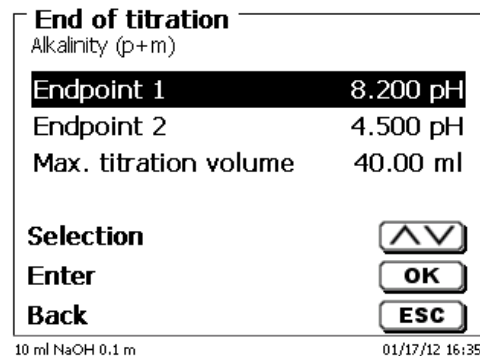 End of titration
Alkalinity (p+m)
Endpoint 1 8.200 pH
Endpoint 2 4.500 pH
Max. titration volume 40.00 ml
Selection
Enter OK
Back ESC
10 ml NaOH 0.1 m 01/17/12 16:35